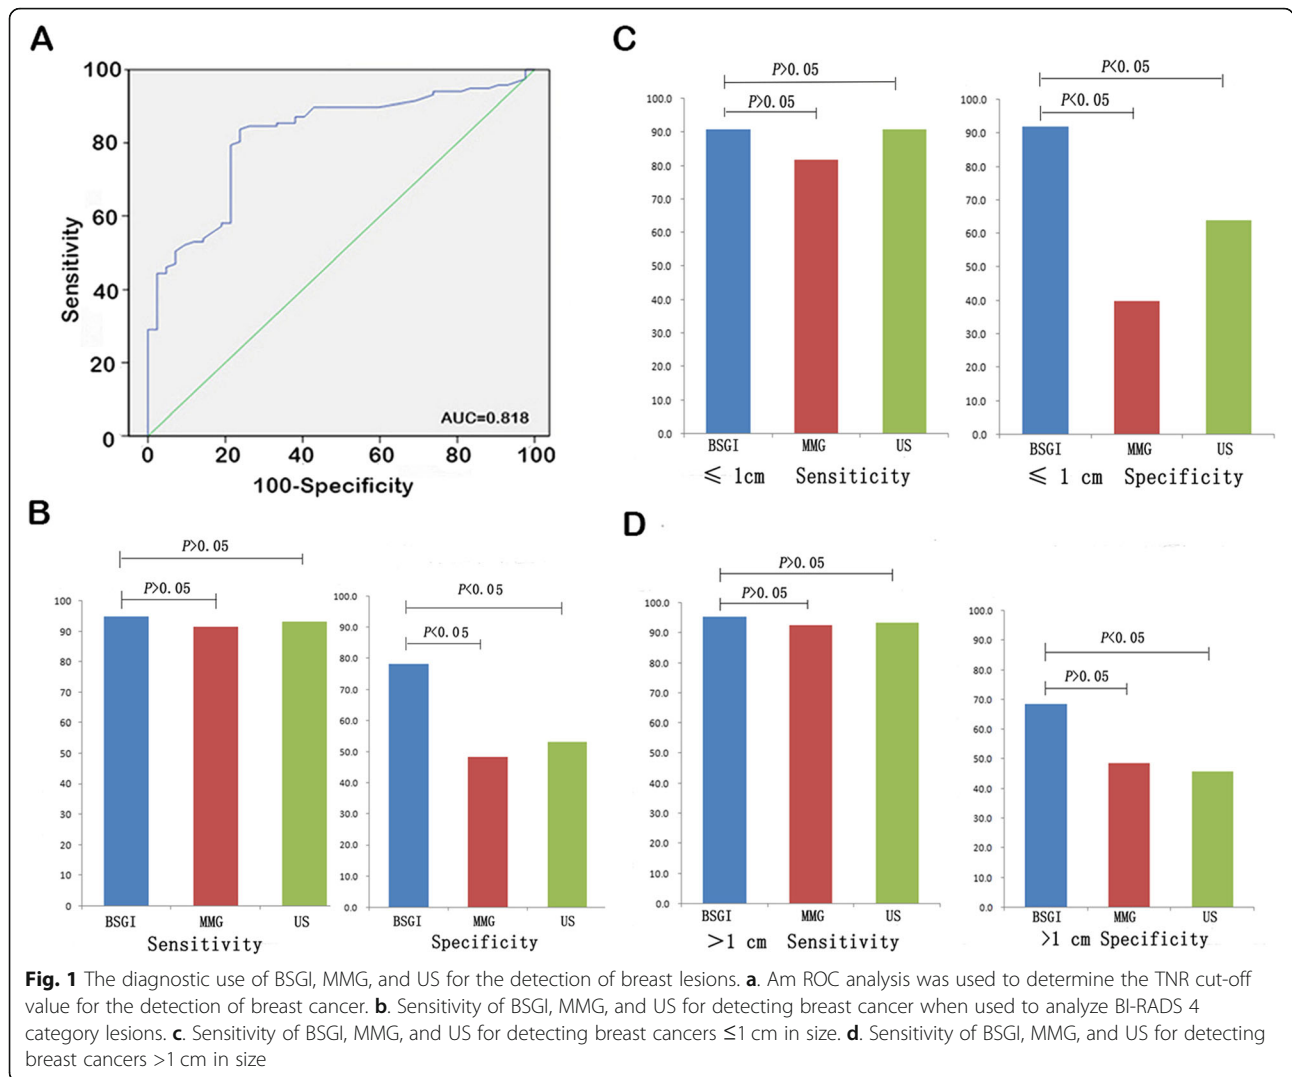 A
100
80
60
40
20
0
Sensitivity
0 20 40 60 80 100
100-Specificity
AUC=0.818
C
P>0.05
P>0.05
100.0
90.0
80.0
70.0
60.0
50.0
40.0
30.0
20.0
10.0
0.0
BSGI MMG US
≤ 1cm Sensiticity
P<0.05
P<0.05
100.0
90.0
80.0
70.0
60.0
50.0
40.0
30.0
20.0
10.0
0.0
BSGI MMG US
≤ 1 cm Specificity
B
P>0.05
P>0.05
100
90
80
70
60
50
40
30
20
10
0
BSGI MMG US
Sensitivity
P<0.05
P<0.05
100.0
90.0
80.0
70.0
60.0
50.0
40.0
30.0
20.0
10.0
0.0
BSGI MMG US
Specificity
D
P>0.05
P>0.05
100.0
90.0
80.0
70.0
60.0
50.0
40.0
30.0
20.0
10.0
0.0
BSGI MMG US
>1 cm Sensitivity
P<0.05
P>0.05
100.0
90.0
80.0
70.0
60.0
50.0
40.0
30.0
20.0
10.0
0.0
BSGI MMG US
>1 cm Specificity
Fig. 1 The diagnostic use of BSGI, MMG, and US for the detection of breast lesions. a. Am ROC analysis was used to determine the TNR cut-off
value for the detection of breast cancer. b. Sensitivity of BSGI, MMG, and US for detecting breast cancer when used to analyze BI-RADS 4
category lesions. c. Sensitivity of BSGI, MMG, and US for detecting breast cancers ≤1 cm in size. d. Sensitivity of BSGI, MMG, and US for detecting
breast cancers >1 cm in size